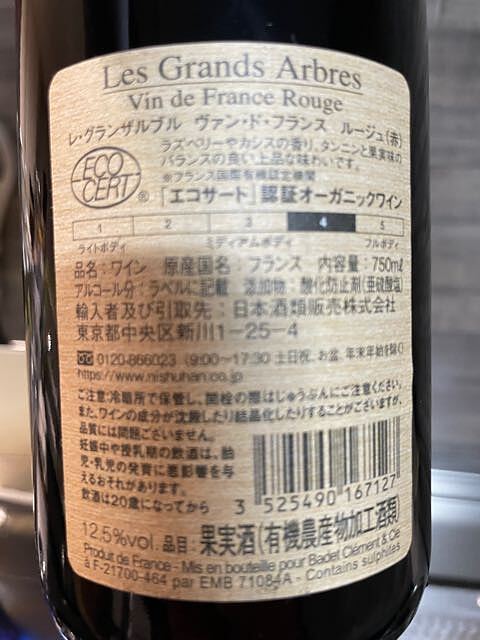 Les Grands Arbres
Vin de France Rouge
レ・グランザルブル ヴァン・ド・フランス ルージュ(赤)
ラズベリーやカシスの香り、タンニンと果実味の
バランスの良い上品な味わい。
※フランス国際有機認定機関
ECO
CERT
®
「エコサート」認証オーガニックワイン
1 2 3 4 5
ライトボディ ミディアムボディ フルボディ
品名：ワイン 原産国名：フランス 内容量：750ml
アルコール分：ラベルに記載 添加物：酸化防止剤(亜硫酸塩)
輸入者及び引取先：日本酒類販売株式会社
東京都中央区新川1-25-4
0120-866023 (9:00〜17:30 土日祝、お盆、年末年始を除く)
https://www.nishuhan.co.jp
ご注意：冷暗所で保管し、開栓の際はじゅうぶんにご注意ください。
また、ワインの成分が沈殿したり結晶化したりすることがございますが、
品質には問題ございません。
妊娠中や授乳期の飲酒は、胎
児・乳児の発育に悪影響を与
えるおそれがあります。
飲酒は20歳になってから
3 525490 167127
12.5%vol. 品目：果実酒(有機農産物加工酒類)
Produit de France - Mis en bouteille pour Badet Clément & Cie
à F-21700-464 par EMB 71084A - Contains sulphites